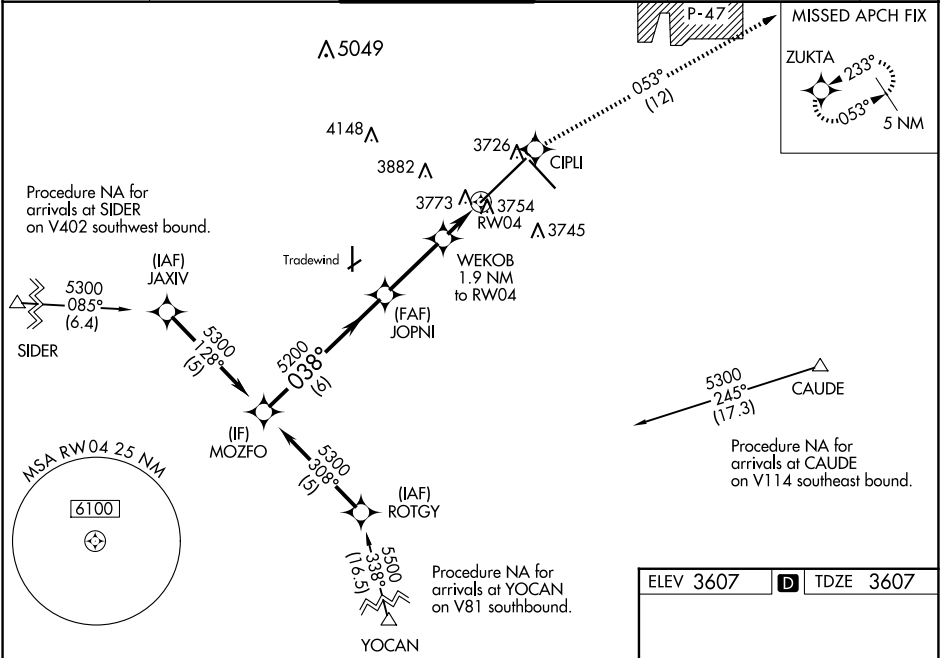 P-47
MISSED APCH FIX
ZUKTA
233°
053°
5 NM
053°
(12)
5049
4148
3882
3726
CIPLI
3773
3754
RW04
3745
Procedure NA for
arrivals at SIDER
on V402 southwest bound.
Tradewind
WEKOB
1.9 NM
to RW04
(IAF)
JAXIV
5300
085°
(6.4)
SIDER
(FAF)
JOPNI
5300
128°
(5)
5200
038°
(6)
5300
245°
(17.3)
CAUDE
(IF)
MOZFO
Procedure NA for
arrivals at CAUDE
on V114 southeast bound.
MSA RW04 25 NM
6100
5300
308°
(5)
(IAF)
ROTGY
5500
338°
(16.5)
Procedure NA for
arrivals at YOCAN
on V81 southbound.
YOCAN
ELEV 3607 D TDZE 3607